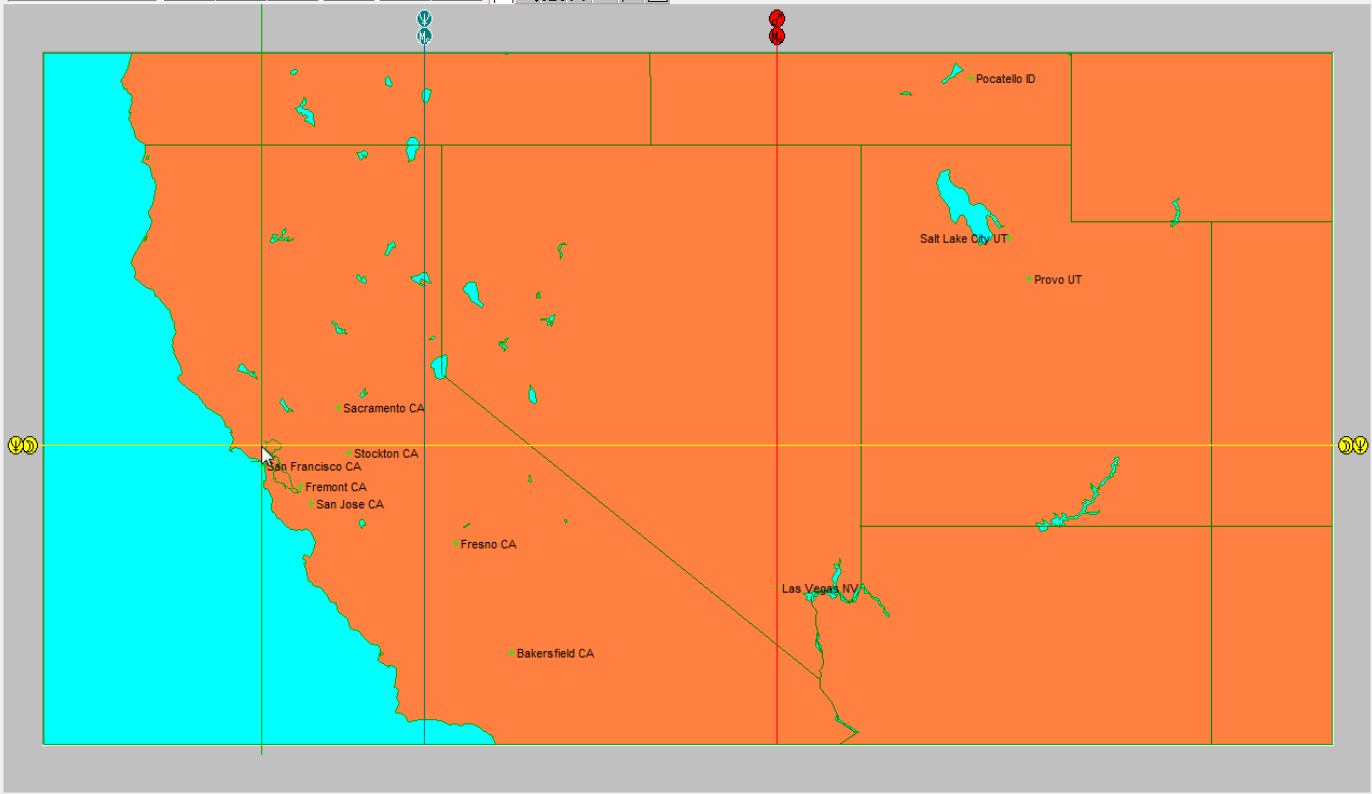 Pocatello ID
Salt Lake City UT
Provo UT
Sacramento CA
Stockton CA
San Francisco CA
Fremont CA
San Jose CA
Fresno CA
Las Vegas NV
Bakersfield CA